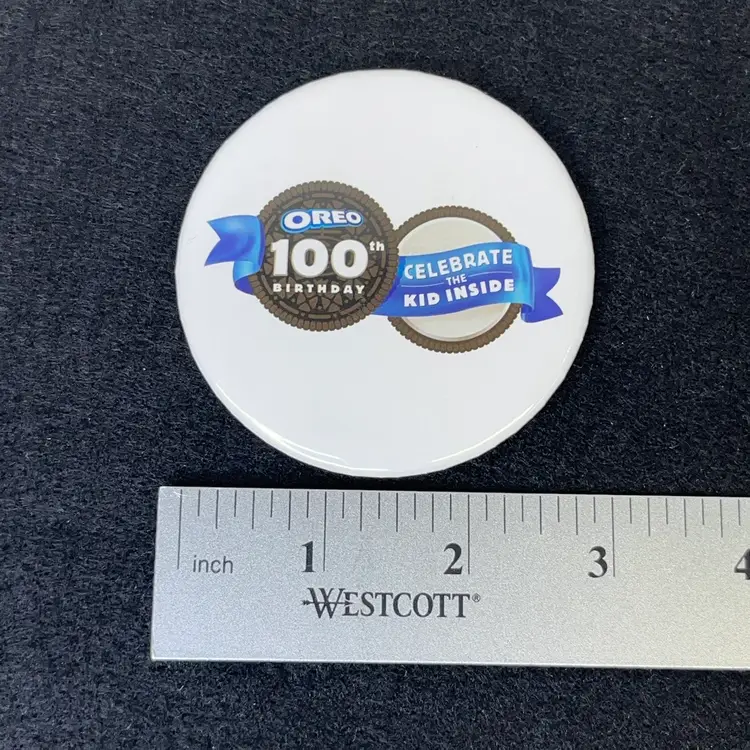 OREO
100th
BIRTHDAY
CELEBRATE
THE
KID INSIDE
inch 1 2 3 4
WESTCOTT®